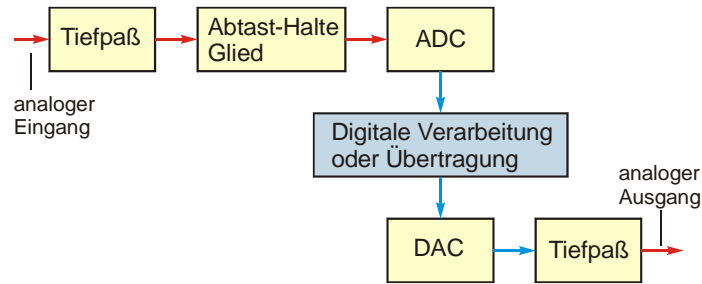 Tiefpaß
Abtast-Halte
Glied
ADC
analoger
Eingang
Digitale Verarbeitung
oder Übertragung
analoger
Ausgang
DAC
Tiefpaß